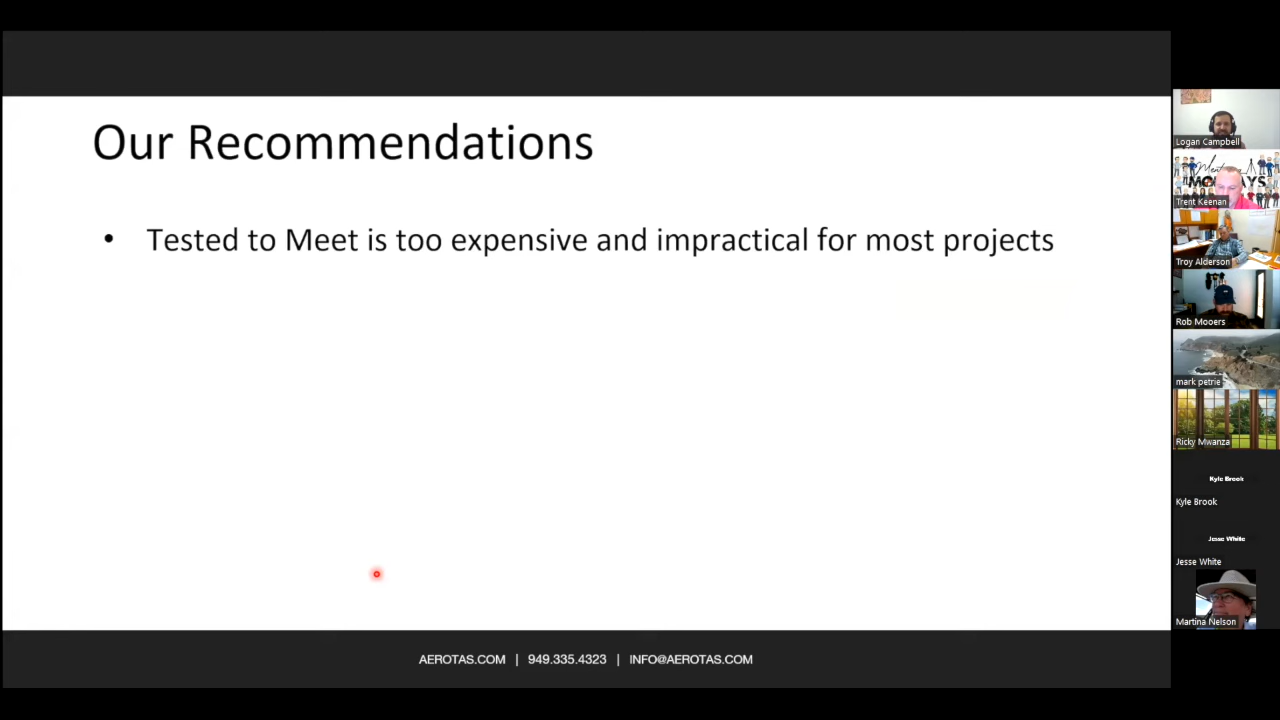 Our Recommendations
• Tested to Meet is too expensive and impractical for most projects
AEROTAS.COM | 949.335.4323 | INFO@AEROTAS.COM
Logan Campbell
MONDAYS
Trent Keenan
Troy Alderson
Rob Mooers
mark petrie
Ricky Mwanza
Kyle Brook
Kyle Brook
Jesse White
Jesse White
Martina Nelson